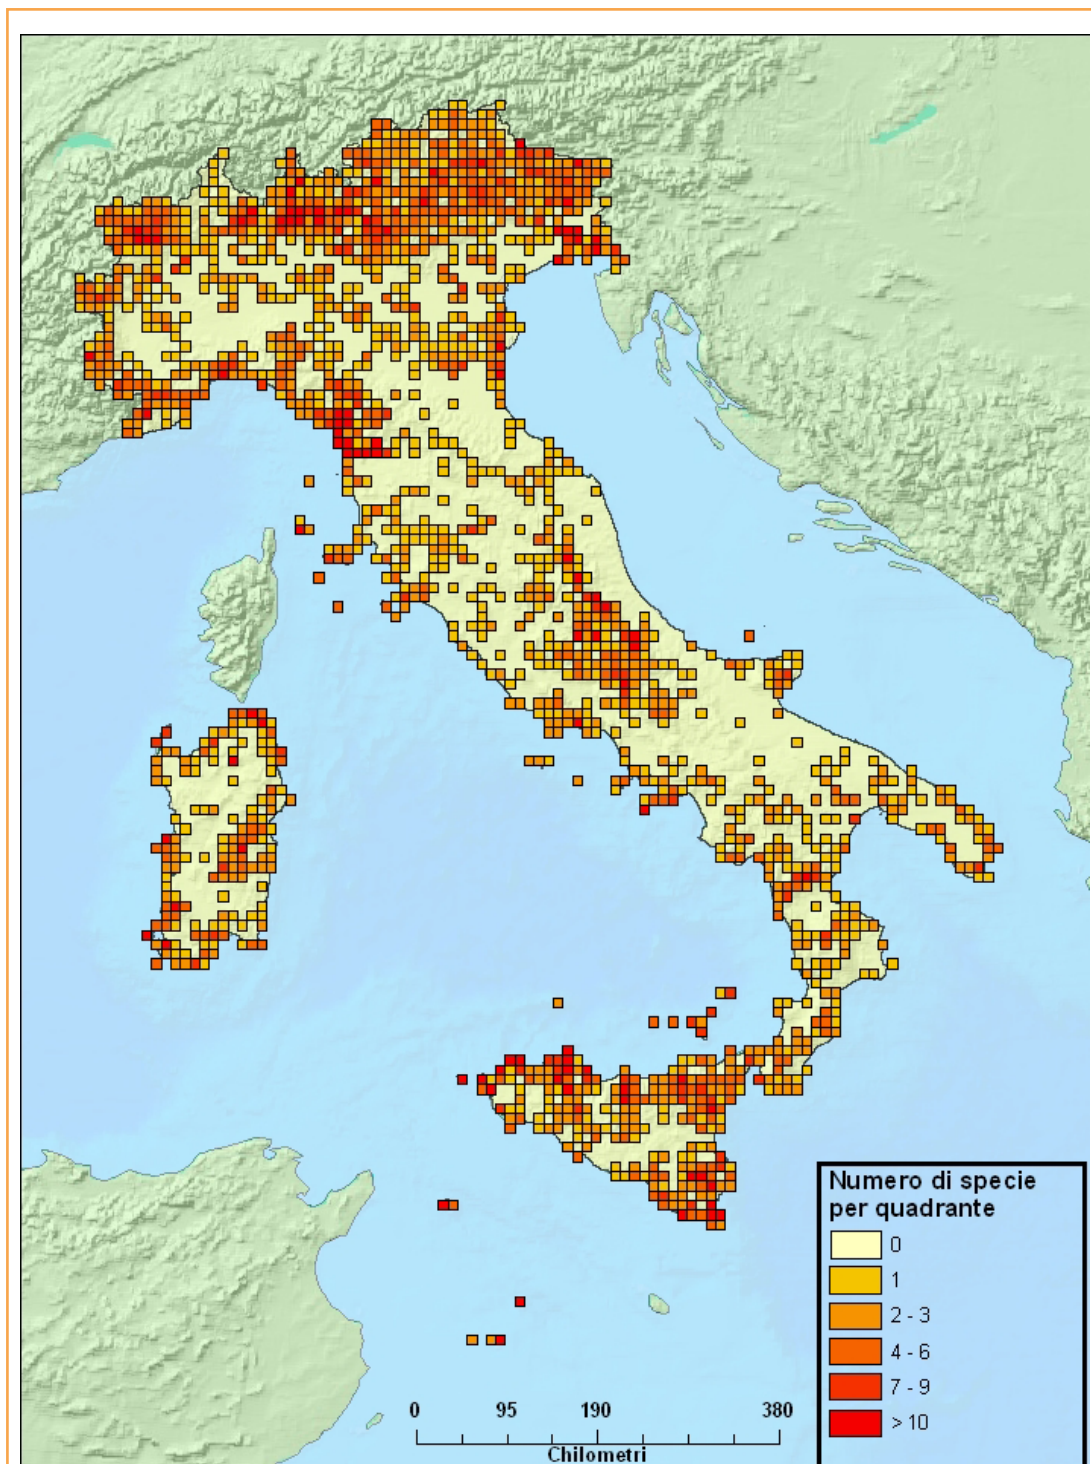 Numero di specie
per quadrante
0
1
2 - 3
4 - 6
7 - 9
> 10
0 95 190 380
Chilometri